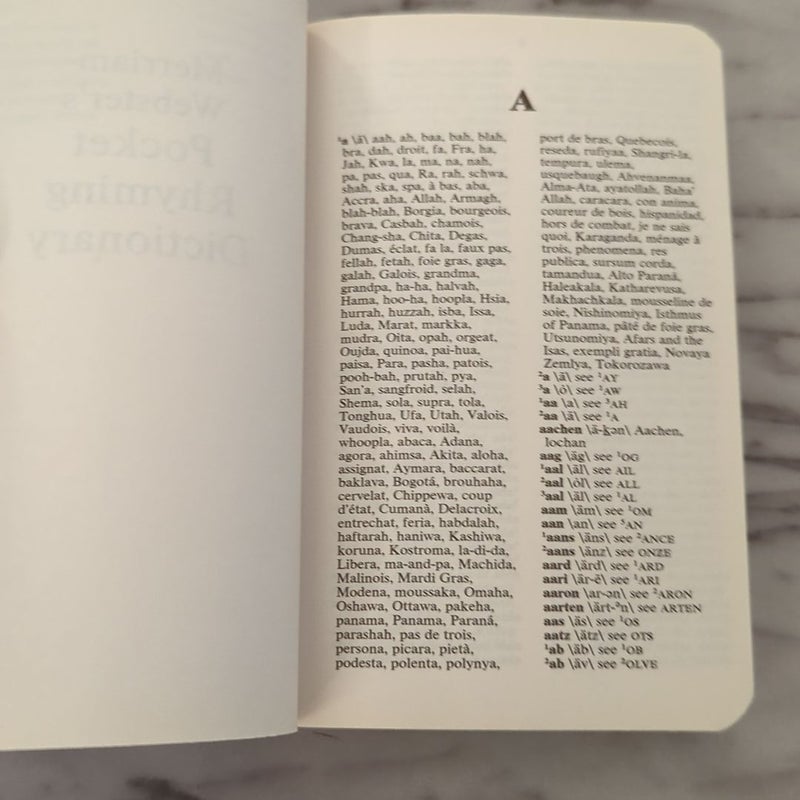 A
¹a \ä\ aah, ah, baa, bah, blah,
bra, dah, droit, fa, Fra, ha,
Jah, Kwa, la, ma, na, nah,
pa, pas, qua, Ra, rah, schwa,
shah, ska, spa, à bas, aba,
Accra, aha, Allah, Armagh,
blah-blah, Borgia, bourgeois,
brava, Casbah, chamois,
Chang-sha, Chita, Degas,
Dumas, éclat, fa la, faux pas,
fellah, fetah, foie gras, gaga,
galah, Galois, grandma,
grandpa, ha-ha, halvah,
Hama, hoo-ha, hoopla, Hsia,
hurrah, huzzah, isba, Issa,
Luda, Marat, markka,
mudra, Oita, opah, orgeat,
Oujda, quinoa, pai-hua,
paisa, Para, pasha, patois,
pooh-bah, prutah, pya,
San'a, sangfroid, selah,
Shema, sola, supra, tola,
Tonghua, Ufa, Utah, Valois,
Vaudois, viva, voilà,
whoopla, abaca, Adana,
agora, ahimsa, Akita, aloha,
assignat, Aymara, baccarat,
baklava, Bogotá, brouhaha,
cervelat, Chippewa, coup
d'état, Cumaná, Delacroix,
entrechat, feria, habdalah,
haftarah, haniwa, Kashiwa,
koruna, Kostroma, la-di-da,
Libera, ma-and-pa, Machida,
Malinois, Mardi Gras,
Modena, moussaka, Omaha,
Oshawa, Ottawa, pakeha,
panama, Panama, Paraná,
parashah, pas de trois,
persona, picara, pietà,
podesta, polenta, polynya,
port de bras, Quebecois,
reseda, rufiyaa, Shangri-la,
tempura, ulema,
usquebaugh, Ahvenanmaa,
Alma-Ata, ayatollah, Baha'
Allah, caracara, con anima,
coureur de bois, hispanidad,
hors de combat, je ne sais
quoi, Karaganda, ménage à
trois, phenomena, res
publica, sursum corda,
tamandua, Alto Paraná,
Haleakala, Katharevusa,
Makhachkala, mousseline de
soie, Nishinomiya, Isthmus
of Panama, pâté de foie gras,
Utsunomiya, Afars and the
Isas, exempli gratia, Novaya
Zemlya, Tokorozawa
²a \ā\ see ¹AY
³a \ȯ\ see ¹AW
¹aa \a\ see ³AH
²aa \ä\ see ¹A
aachen \ä-ḵən\ Aachen,
lochan
aag \äg\ see ¹OG
¹aal \āl\ see AIL
²aal \ȯl\ see ALL
³aal \äl\ see ¹AL
aam \äm\ see ¹OM
aan \an\ see ⁵AN
¹aans \äns\ see ²ANCE
²aans \änz\ see ONZE
aard \ärd\ see ¹ARD
aari \är-ē\ see ¹ARI
aaron \ar-ən\ see ²ARON
aarten \ärt-ᵊn\ see ARTEN
aas \äs\ see ¹OS
aatz \ätz\ see OTS
¹ab \äb\ see ¹OB
²ab \äv\ see ²OLVE